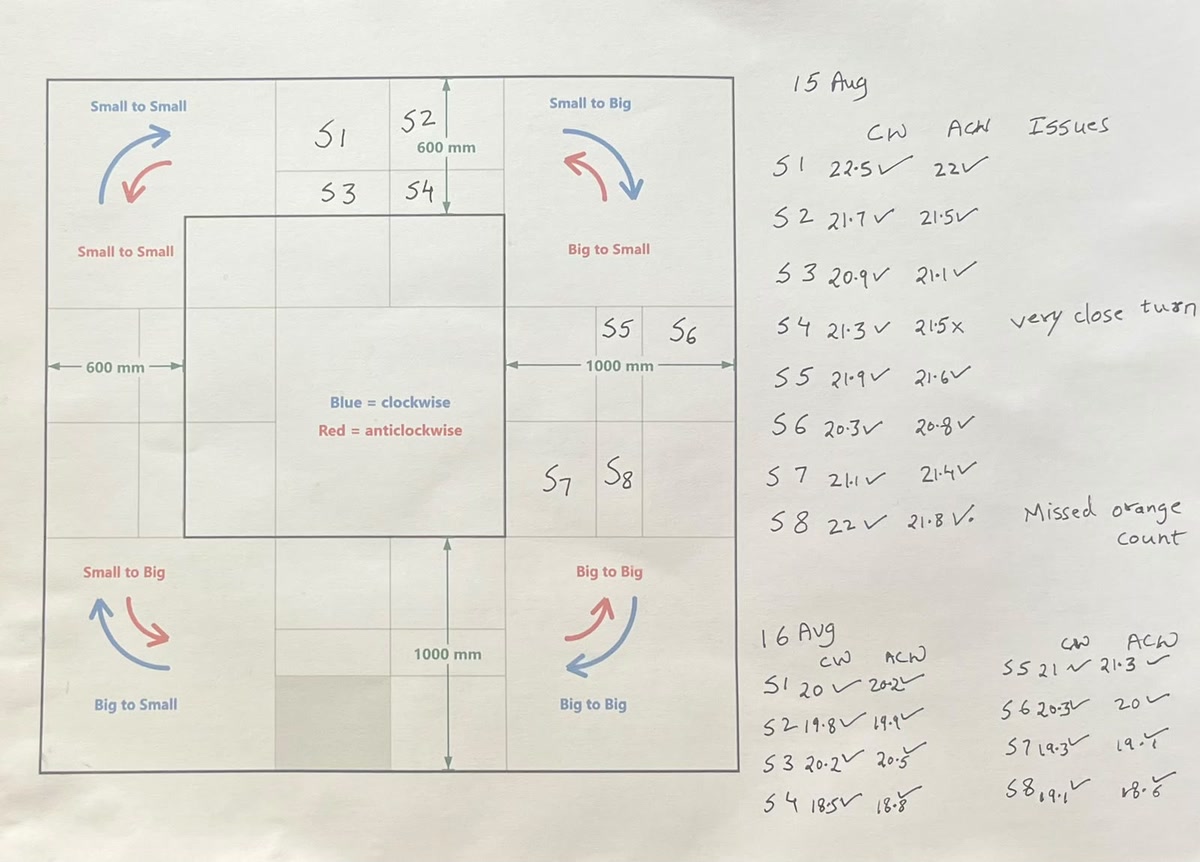 Small to Small
S1
S2
600 mm
Small to Big
S3
S4
Small to Small
Big to Small
S5
S6
600 mm
1000 mm
Blue = clockwise
Red = anticlockwise
S7
S8
Small to Big
Big to Big
1000 mm
Big to Small
Big to Big
15 Aug
CW ACW Issues
S1 22.5 ✓ 22 ✓
S2 21.7 ✓ 21.5 ✓
S3 20.9 ✓ 21.1 ✓
S4 21.3 ✓ 21.5 x very close turn
S5 21.9 ✓ 21.6 ✓
S6 20.3 ✓ 20.8 ✓
S7 21.1 ✓ 21.4 ✓
S8 22 ✓ 21.8 ✓. Missed orange
count
16 Aug
CW ACW
S1 20 ✓ 20.2 ✓
S2 19.8 ✓ 19.9 ✓
S3 20.2 ✓ 20.5 ✓
S4 18.5 ✓ 18.8 ✓
CW ACW
S5 21 ✓ 21.3 ✓
S6 20.3 ✓ 20 ✓
S7 19.3 ✓
S8 19.1 ✓ 18.6 ✓